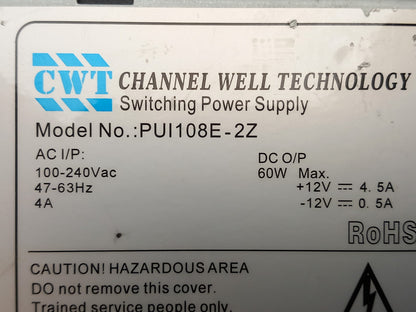 CWT CHANNEL WELL TECHNOLOGY
Switching Power Supply
Model No.:PUI108E-2Z
AC I/P:
100-240Vac
47-63Hz
4A
DC O/P
60W Max.
+12V ⎓ 4.5A
-12V ⎓ 0.5A
RoHS
CAUTION! HAZARDOUS AREA
DO not remove this cover.
Trained service people only.